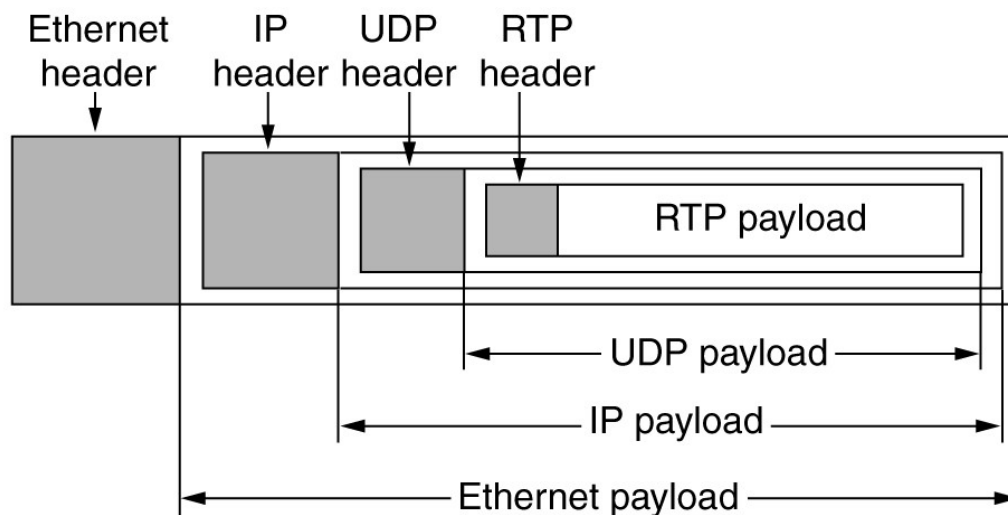 Ethernet header
IP header
UDP header
RTP header
RTP payload
UDP payload
IP payload
Ethernet payload